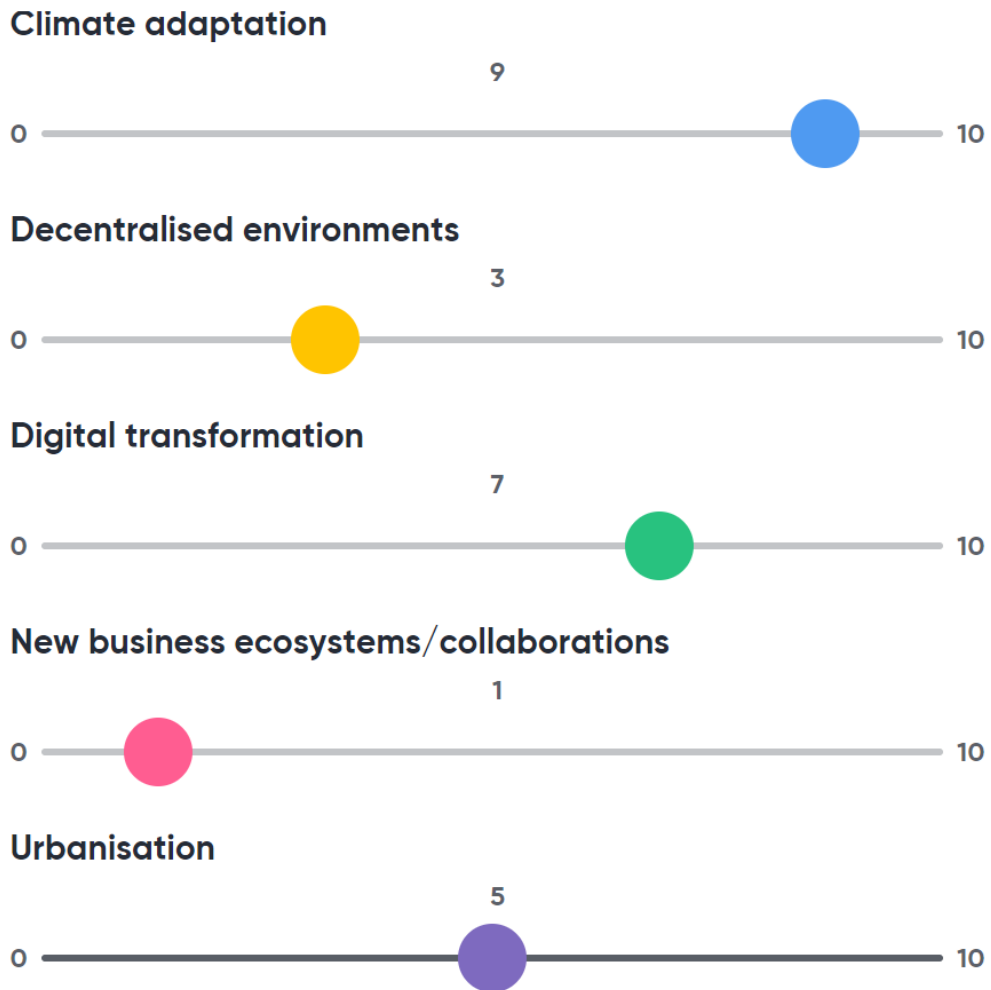 Climate adaptation
9
0 10
Decentralised environments
3
0 10
Digital transformation
7
0 10
New business ecosystems/collaborations
1
0 10
Urbanisation
5
0 10